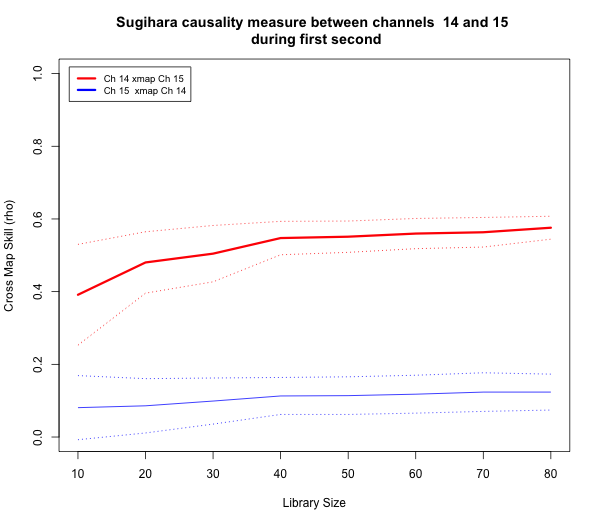 Sugihara causality measure between channels  14 and 15
during first second
Ch 14 xmap Ch 15
Ch 15  xmap Ch 14
Cross Map Skill (rho)
1.0
0.8
0.6
0.4
0.2
0.0
10 20 30 40 50 60 70 80
Library Size